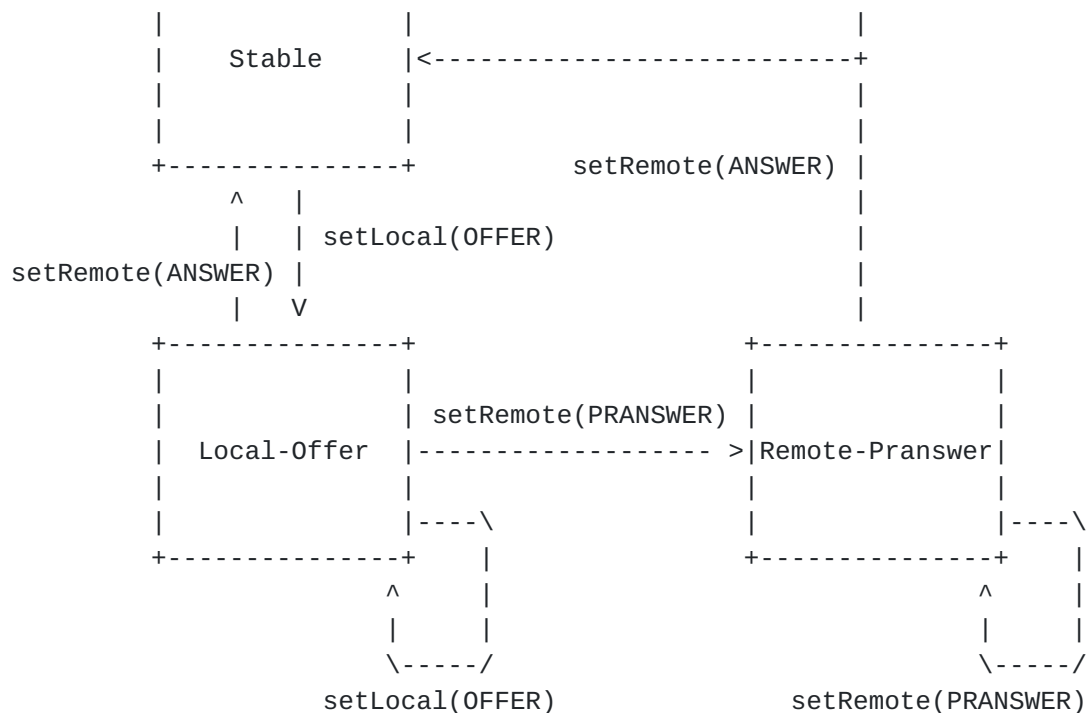 Stable
setRemote(ANSWER)
setLocal(OFFER)
setRemote(ANSWER)
setRemote(PRANSWER)
Local-Offer
Remote-Pranswer
setLocal(OFFER)
setRemote(PRANSWER)